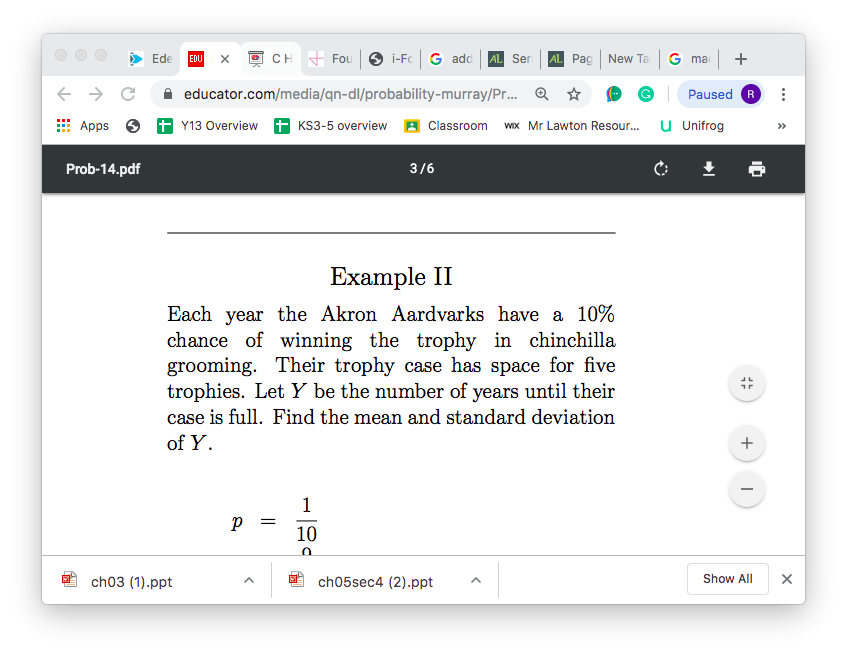 Ede EDU C H Fou i-Fo G add AL Ser AL Pag New Ta G ma
educator.com/media/qn-dl/probability-murray/Pr... Paused R
Apps Y13 Overview KS3-5 overview Classroom WIX Mr Lawton Resour... Unifrog »
Prob-14.pdf 3 / 6
Example II
Each year the Akron Aardvarks have a 10%
chance of winning the trophy in chinchilla
grooming. Their trophy case has space for five
trophies. Let Y be the number of years until their
case is full. Find the mean and standard deviation
of Y.
1
p =
10
ch03 (1).ppt ch05sec4 (2).ppt Show All